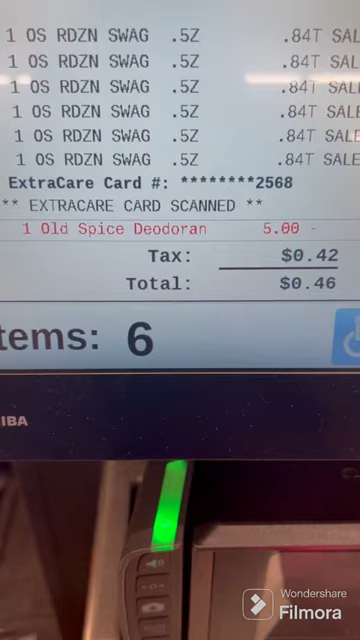 1 OS RDZN SWAG .5Z .84T SAL
1 OS RDZN SWAG .5Z .84T SAL
1 OS RDZN SWAG .5Z .84T SALE
1 OS RDZN SWAG .5Z .84T SALE
1 OS RDZN SWAG .5Z .84T SALE
1 OS RDZN SWAG .5Z .84T SALE
ExtraCare Card #: ********2568
** EXTRACARE CARD SCANNED **
1 Old Spice Deodoran 5.00 -
Tax: $0.42
Total: $0.46
tems: 6
IBA
Wondershare
Filmora